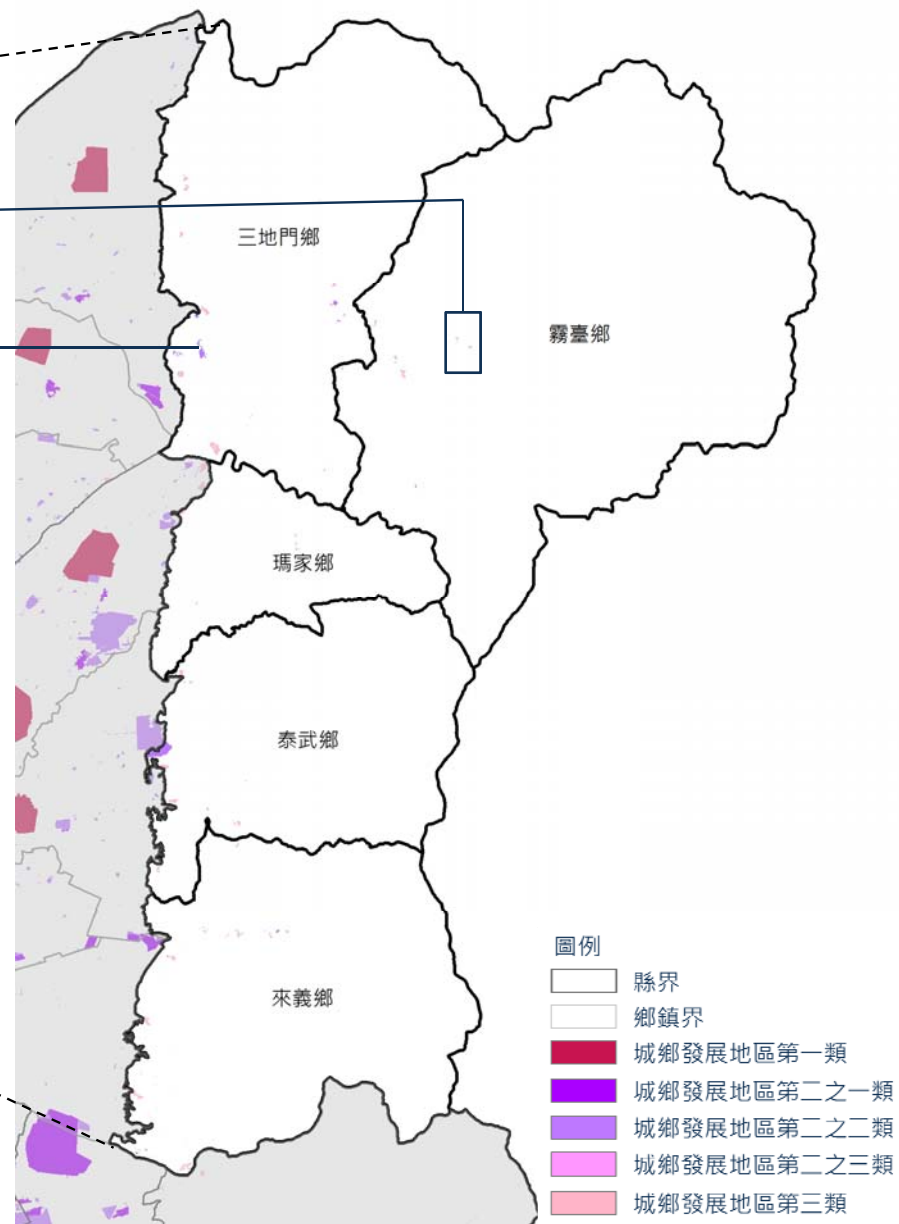 三地門鄉
霧臺鄉
瑪家鄉
泰武鄉
來義鄉
圖例
縣界
鄉鎮界
城鄉發展地區第一類
城鄉發展地區第二之一類
城鄉發展地區第二之二類
城鄉發展地區第二之三類
城鄉發展地區第三類